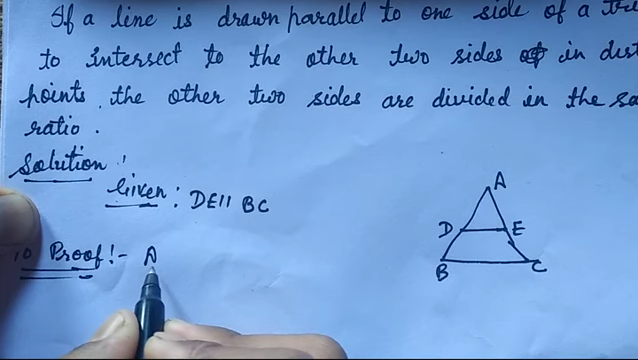 If a line is drawn parallel to one side of a
to intersect to the other two sides in
points, the other two sides are divided in the
ratio.
Solution!
Given: DE || BC
To Proof!- A
A
D E
B C